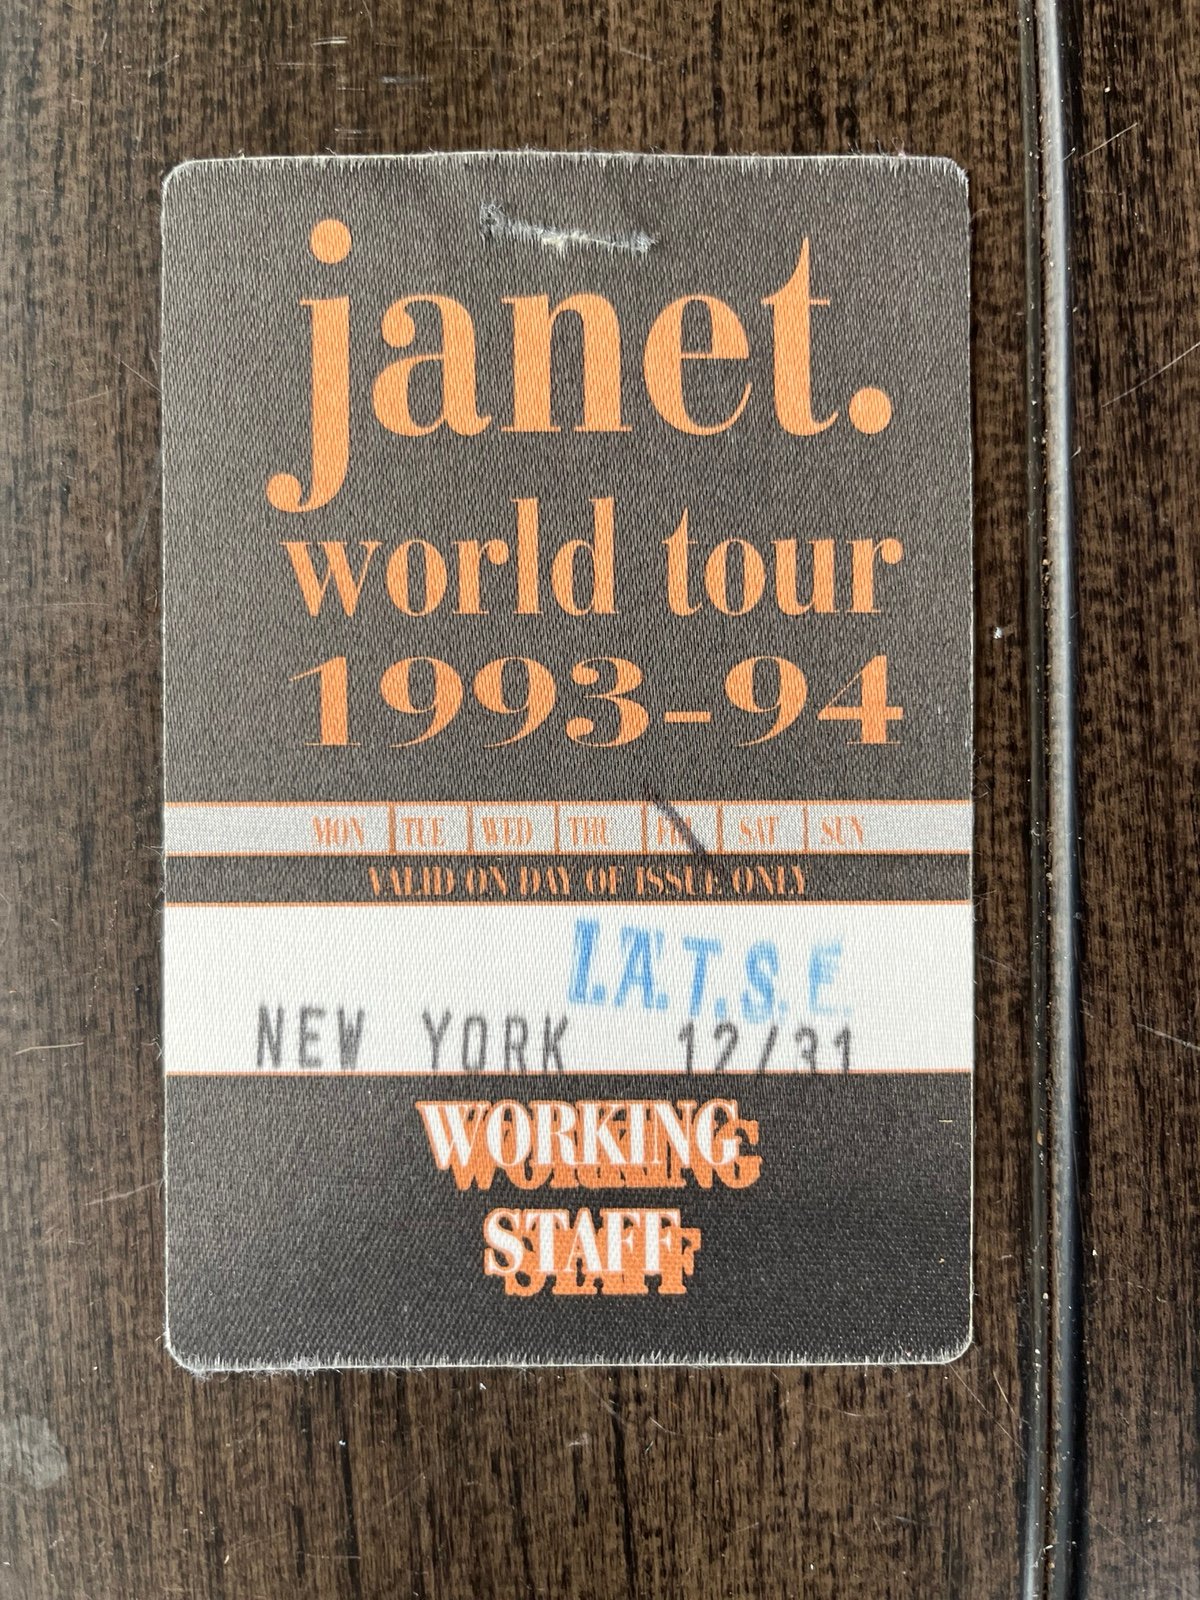 janet.
world tour
1993-94
MON TUE WED THU FRI SAT SUN
VALID ON DAY OF ISSUE ONLY
I.A.T.S.E.
NEW YORK 12/31
WORKING
STAFF